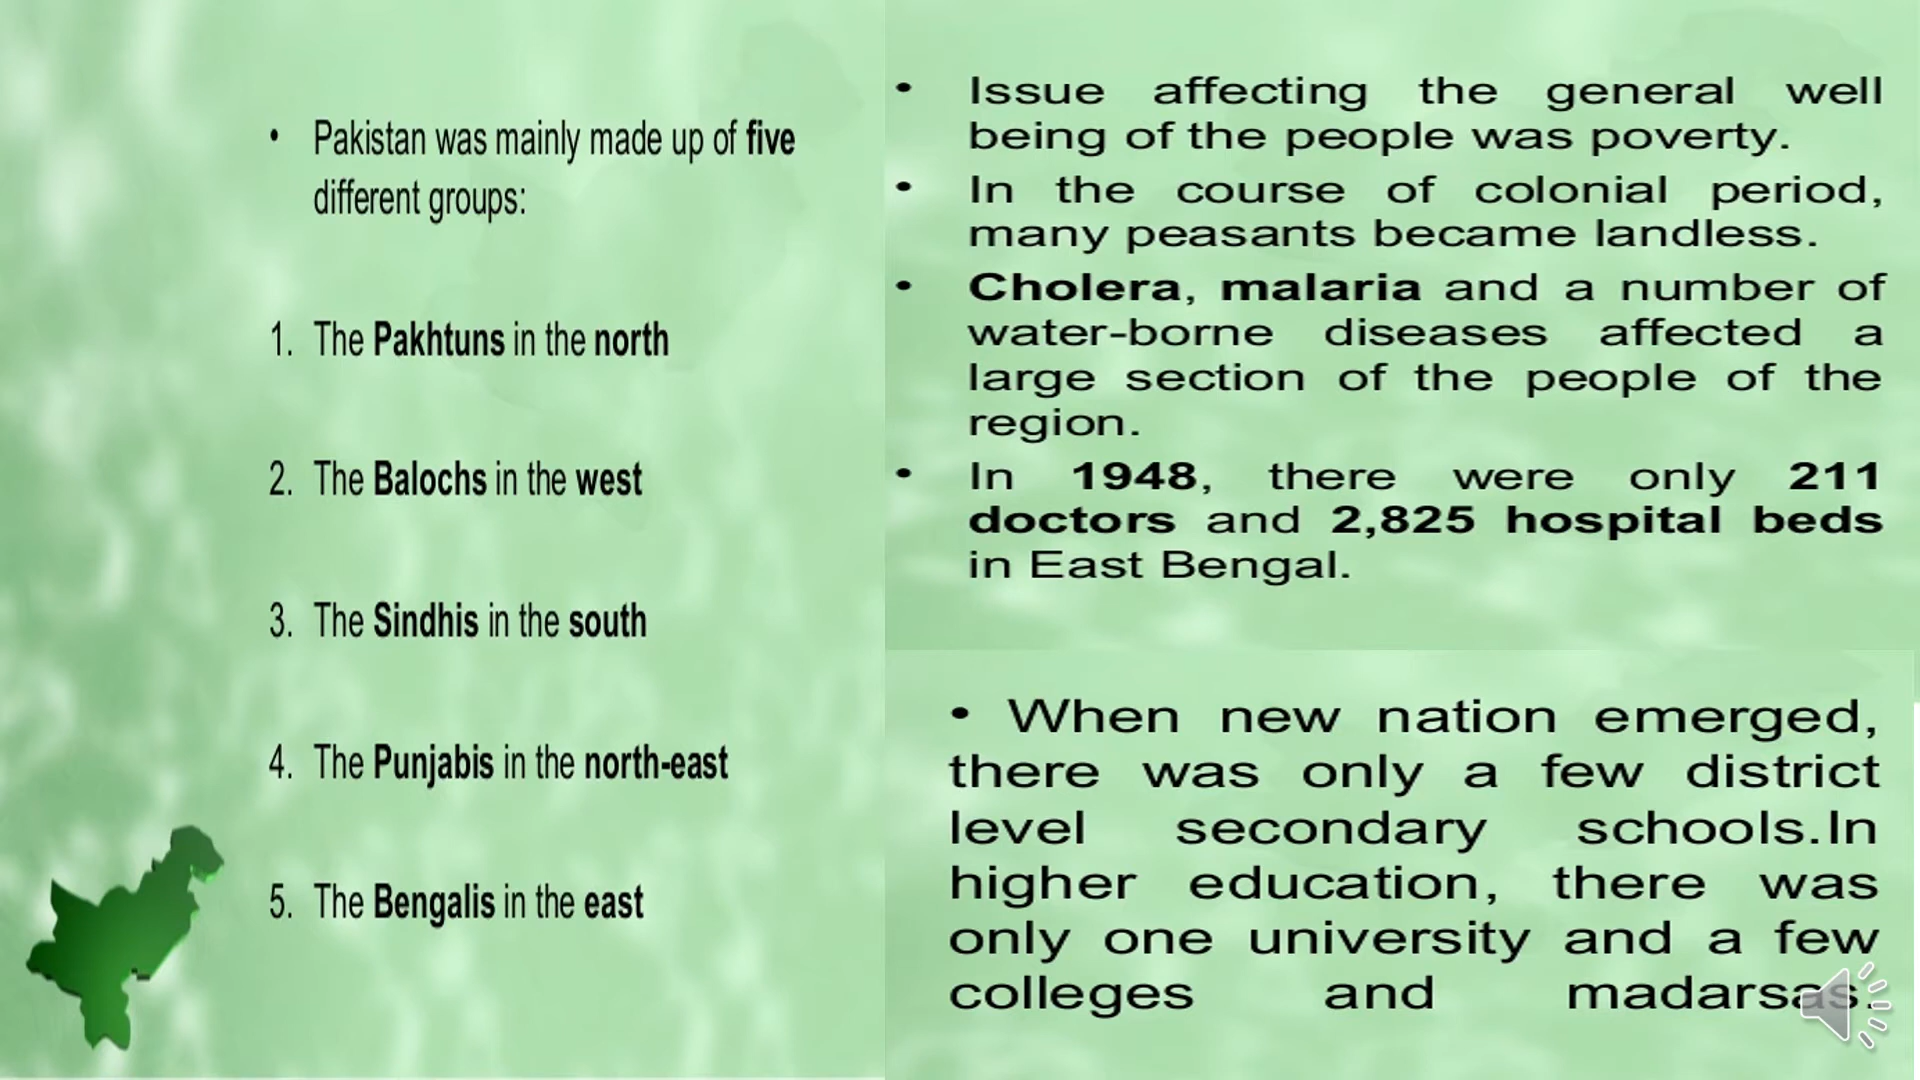 • Pakistan was mainly made up of five
different groups:
1. The Pakhtuns in the north
2. The Balochs in the west
3. The Sindhis in the south
4. The Punjabis in the north-east
5. The Bengalis in the east
• Issue affecting the general well
being of the people was poverty.
• In the course of colonial period,
many peasants became landless.
• Cholera, malaria and a number of
water-borne diseases affected a
large section of the people of the
region.
• In 1948, there were only 211
doctors and 2,825 hospital beds
in East Bengal.
• When new nation emerged,
there was only a few district
level secondary schools.In
higher education, there was
only one university and a few
colleges and madarsas.